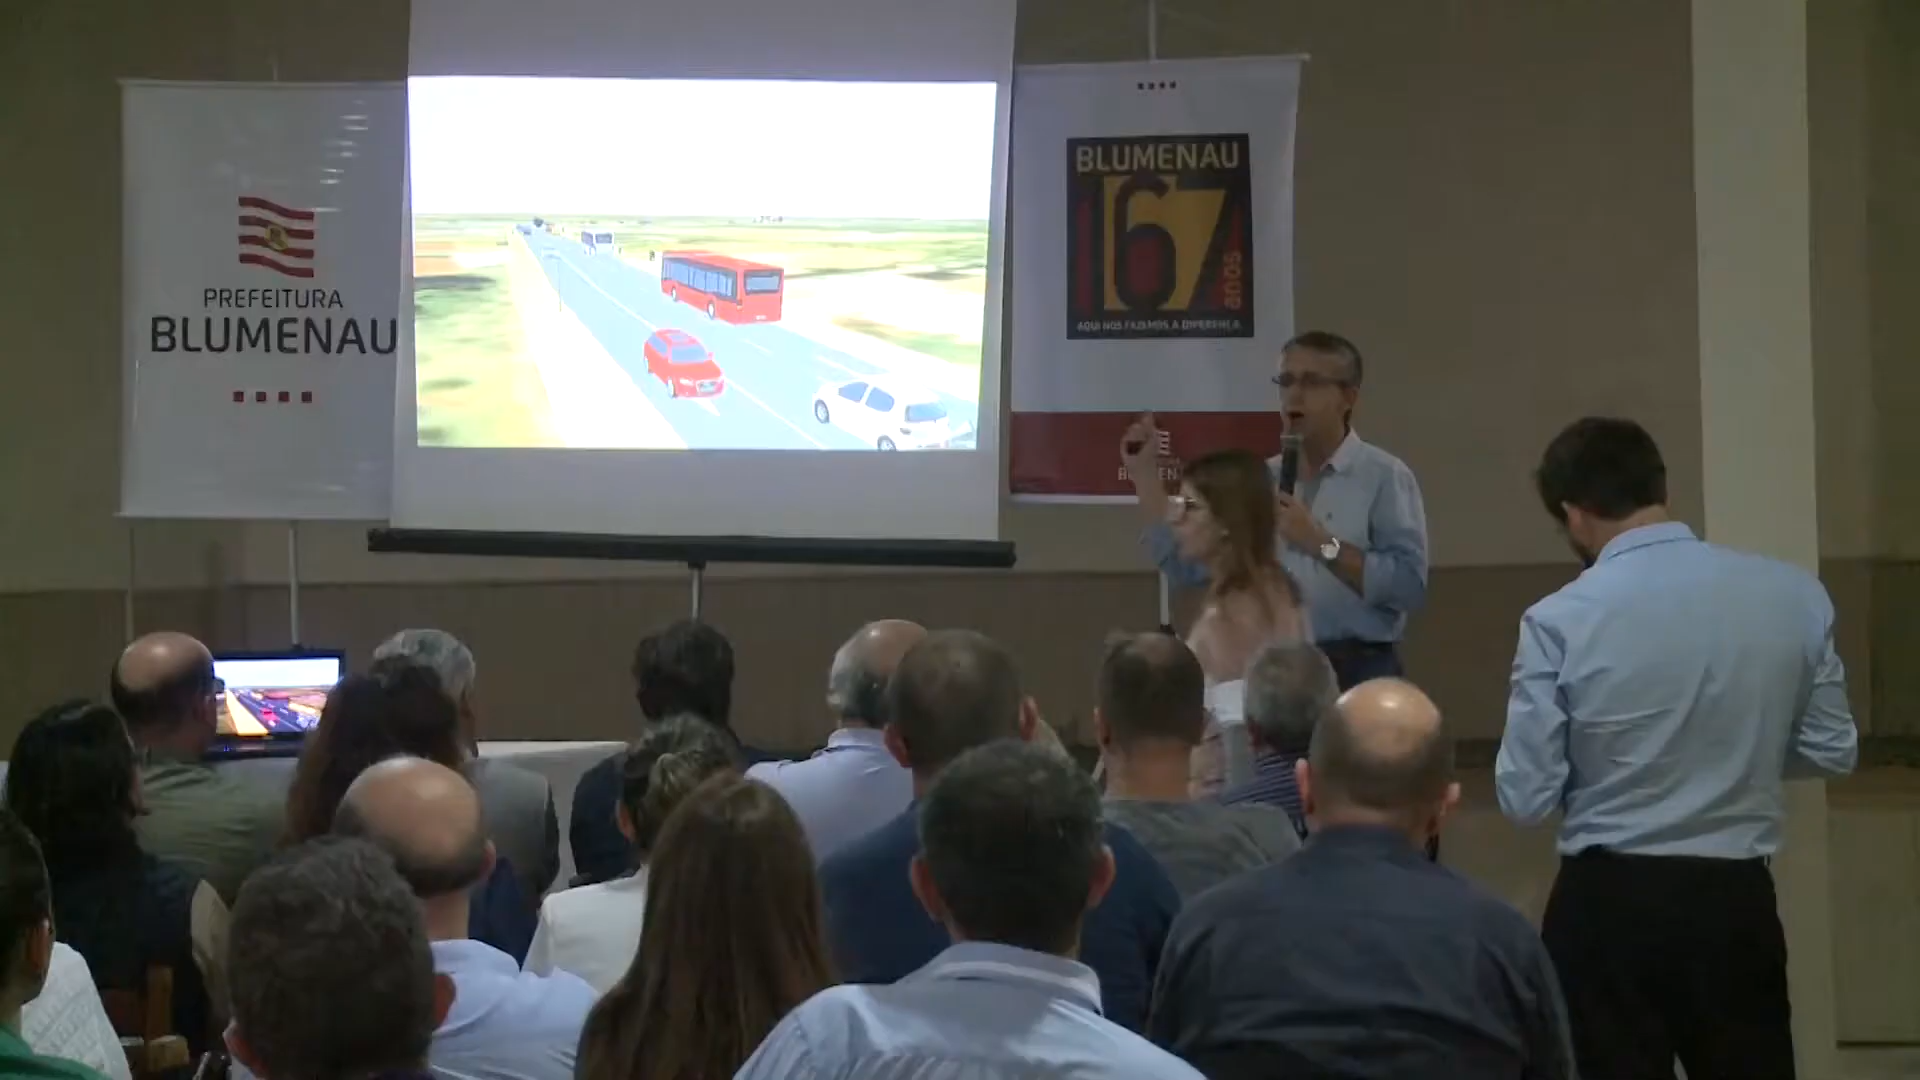 PREFEITURA
BLUMENAU
BLUMENAU
167
anos
AQUI NÓS FAZEMOS A DIFERENÇA